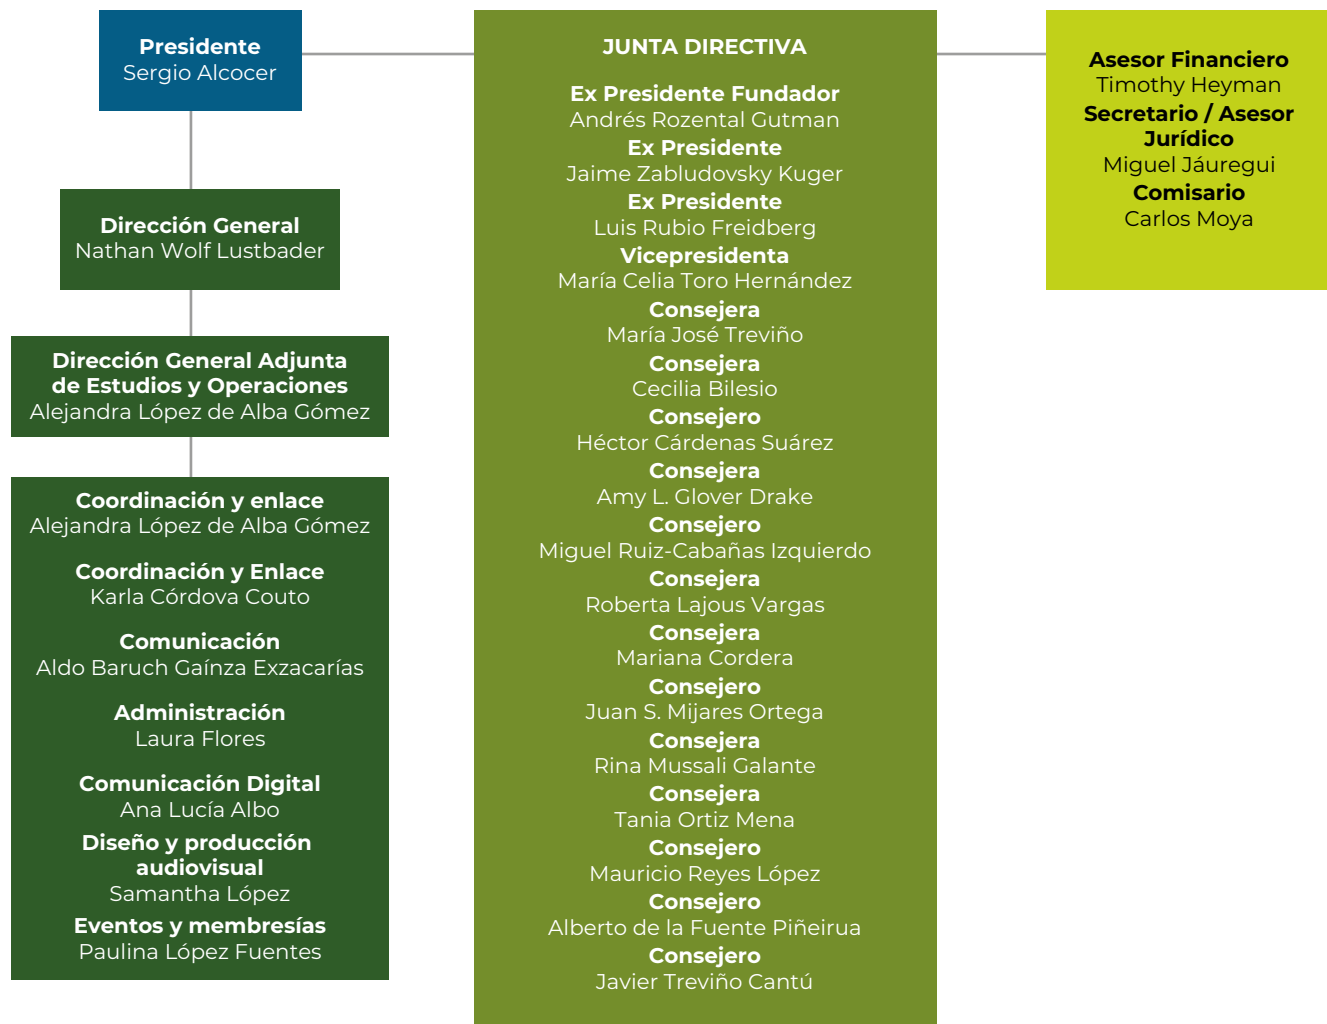 Presidente
Sergio Alcocer
Dirección General
Nathan Wolf Lustbader
Dirección General Adjunta
de Estudios y Operaciones
Alejandra López de Alba Gómez
Coordinación y enlace
Alejandra López de Alba Gómez
Coordinación y Enlace
Karla Córdova Couto
Comunicación
Aldo Baruch Gaínza Exzacarías
Administración
Laura Flores
Comunicación Digital
Ana Lucía Albo
Diseño y producción
audiovisual
Samantha López
Eventos y membresías
Paulina López Fuentes
JUNTA DIRECTIVA
Ex Presidente Fundador
Andrés Rozental Gutman
Ex Presidente
Jaime Zabludovsky Kuger
Ex Presidente
Luis Rubio Freidberg
Vicepresidenta
María Celia Toro Hernández
Consejera
María José Treviño
Consejera
Cecilia Bilesio
Consejero
Héctor Cárdenas Suárez
Consejera
Amy L. Glover Drake
Consejero
Miguel Ruiz-Cabañas Izquierdo
Consejera
Roberta Lajous Vargas
Consejera
Mariana Cordera
Consejero
Juan S. Mijares Ortega
Consejera
Rina Mussali Galante
Consejera
Tania Ortiz Mena
Consejero
Mauricio Reyes López
Consejero
Alberto de la Fuente Piñeirua
Consejero
Javier Treviño Cantú
Asesor Financiero
Timothy Heyman
Secretario / Asesor
Jurídico
Miguel Jáuregui
Comisario
Carlos Moya